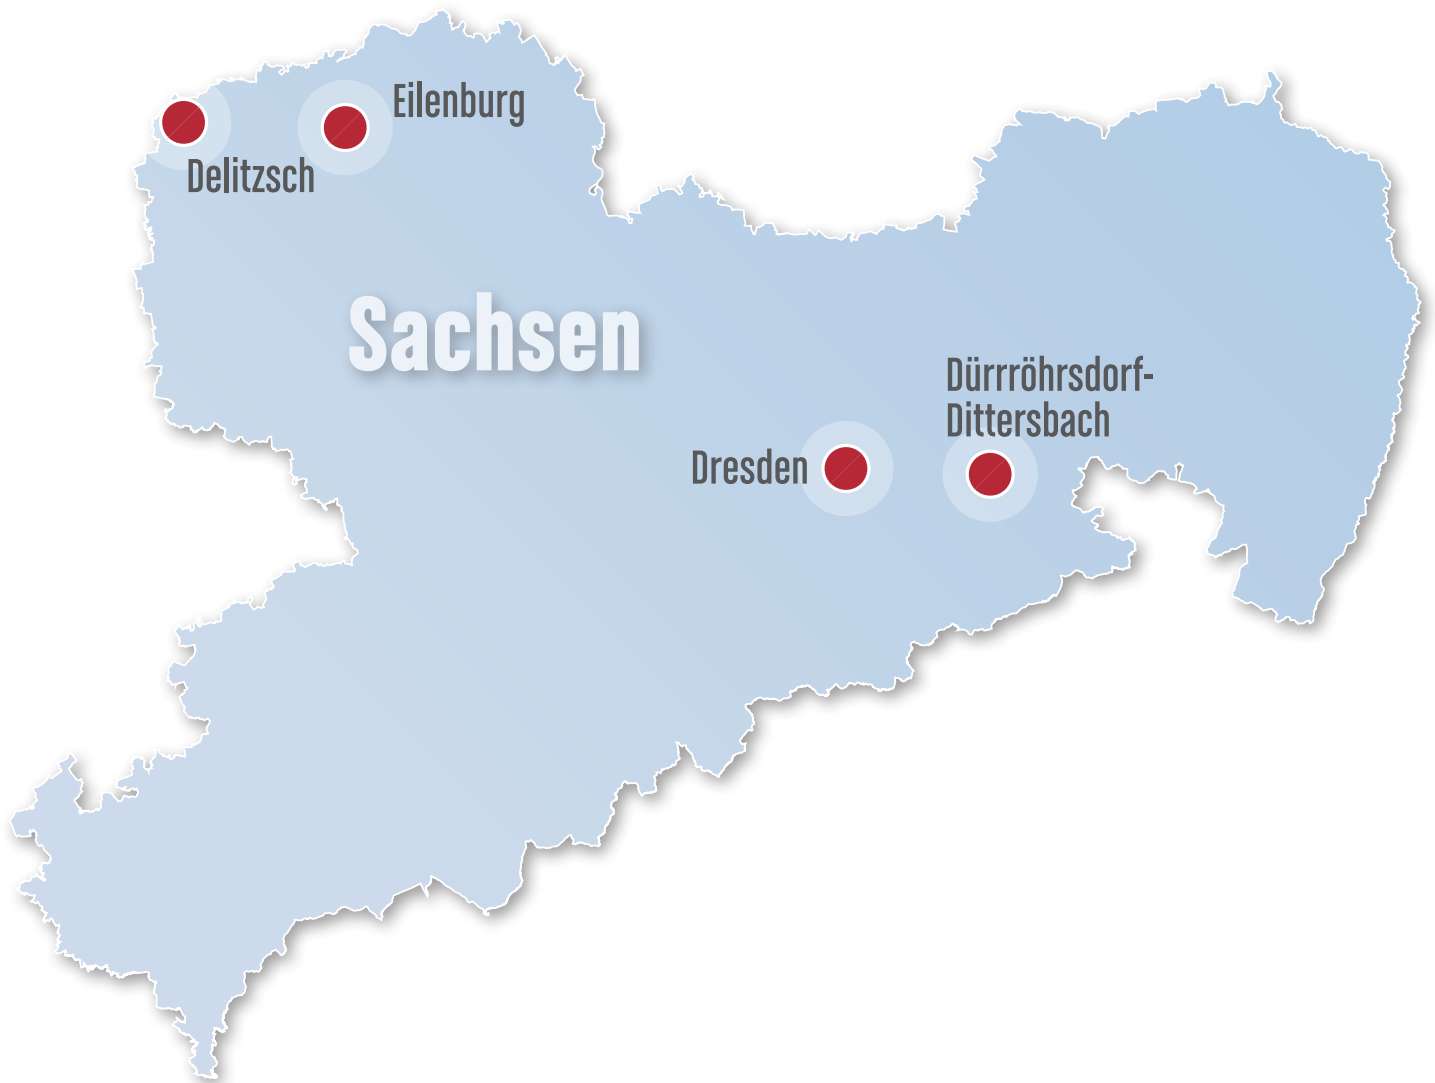 Eilenburg
Delitzsch
Sachsen
Dürrröhrsdorf-
Dittersbach
Dresden